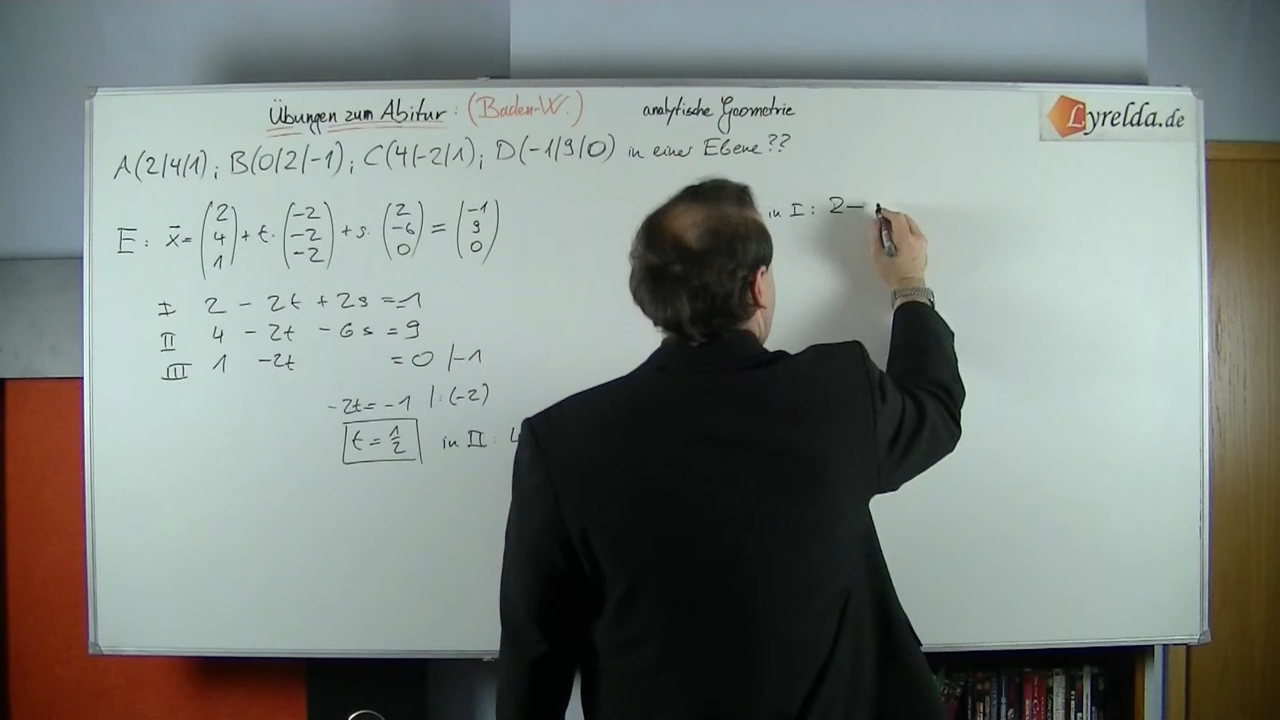 Übungen zum Abitur: (Baden-W.) analytische Geometrie
Lyrelda.de
A(2/4/1); B(0/2/-1); C(4/-2/1); D(-1/9/0) in einer Ebene??
E: x̄ = (2 4 1) + t·(-2 -2 -2) + s·(2 -6 0) = (-1 9 0)
in I: 2-
I 2 - 2t + 2s = -1
II 4 - 2t - 6s = 9
III 1 - 2t = 0 |-1
-2t = -1 |:(-2)
t = 1/2 in II: